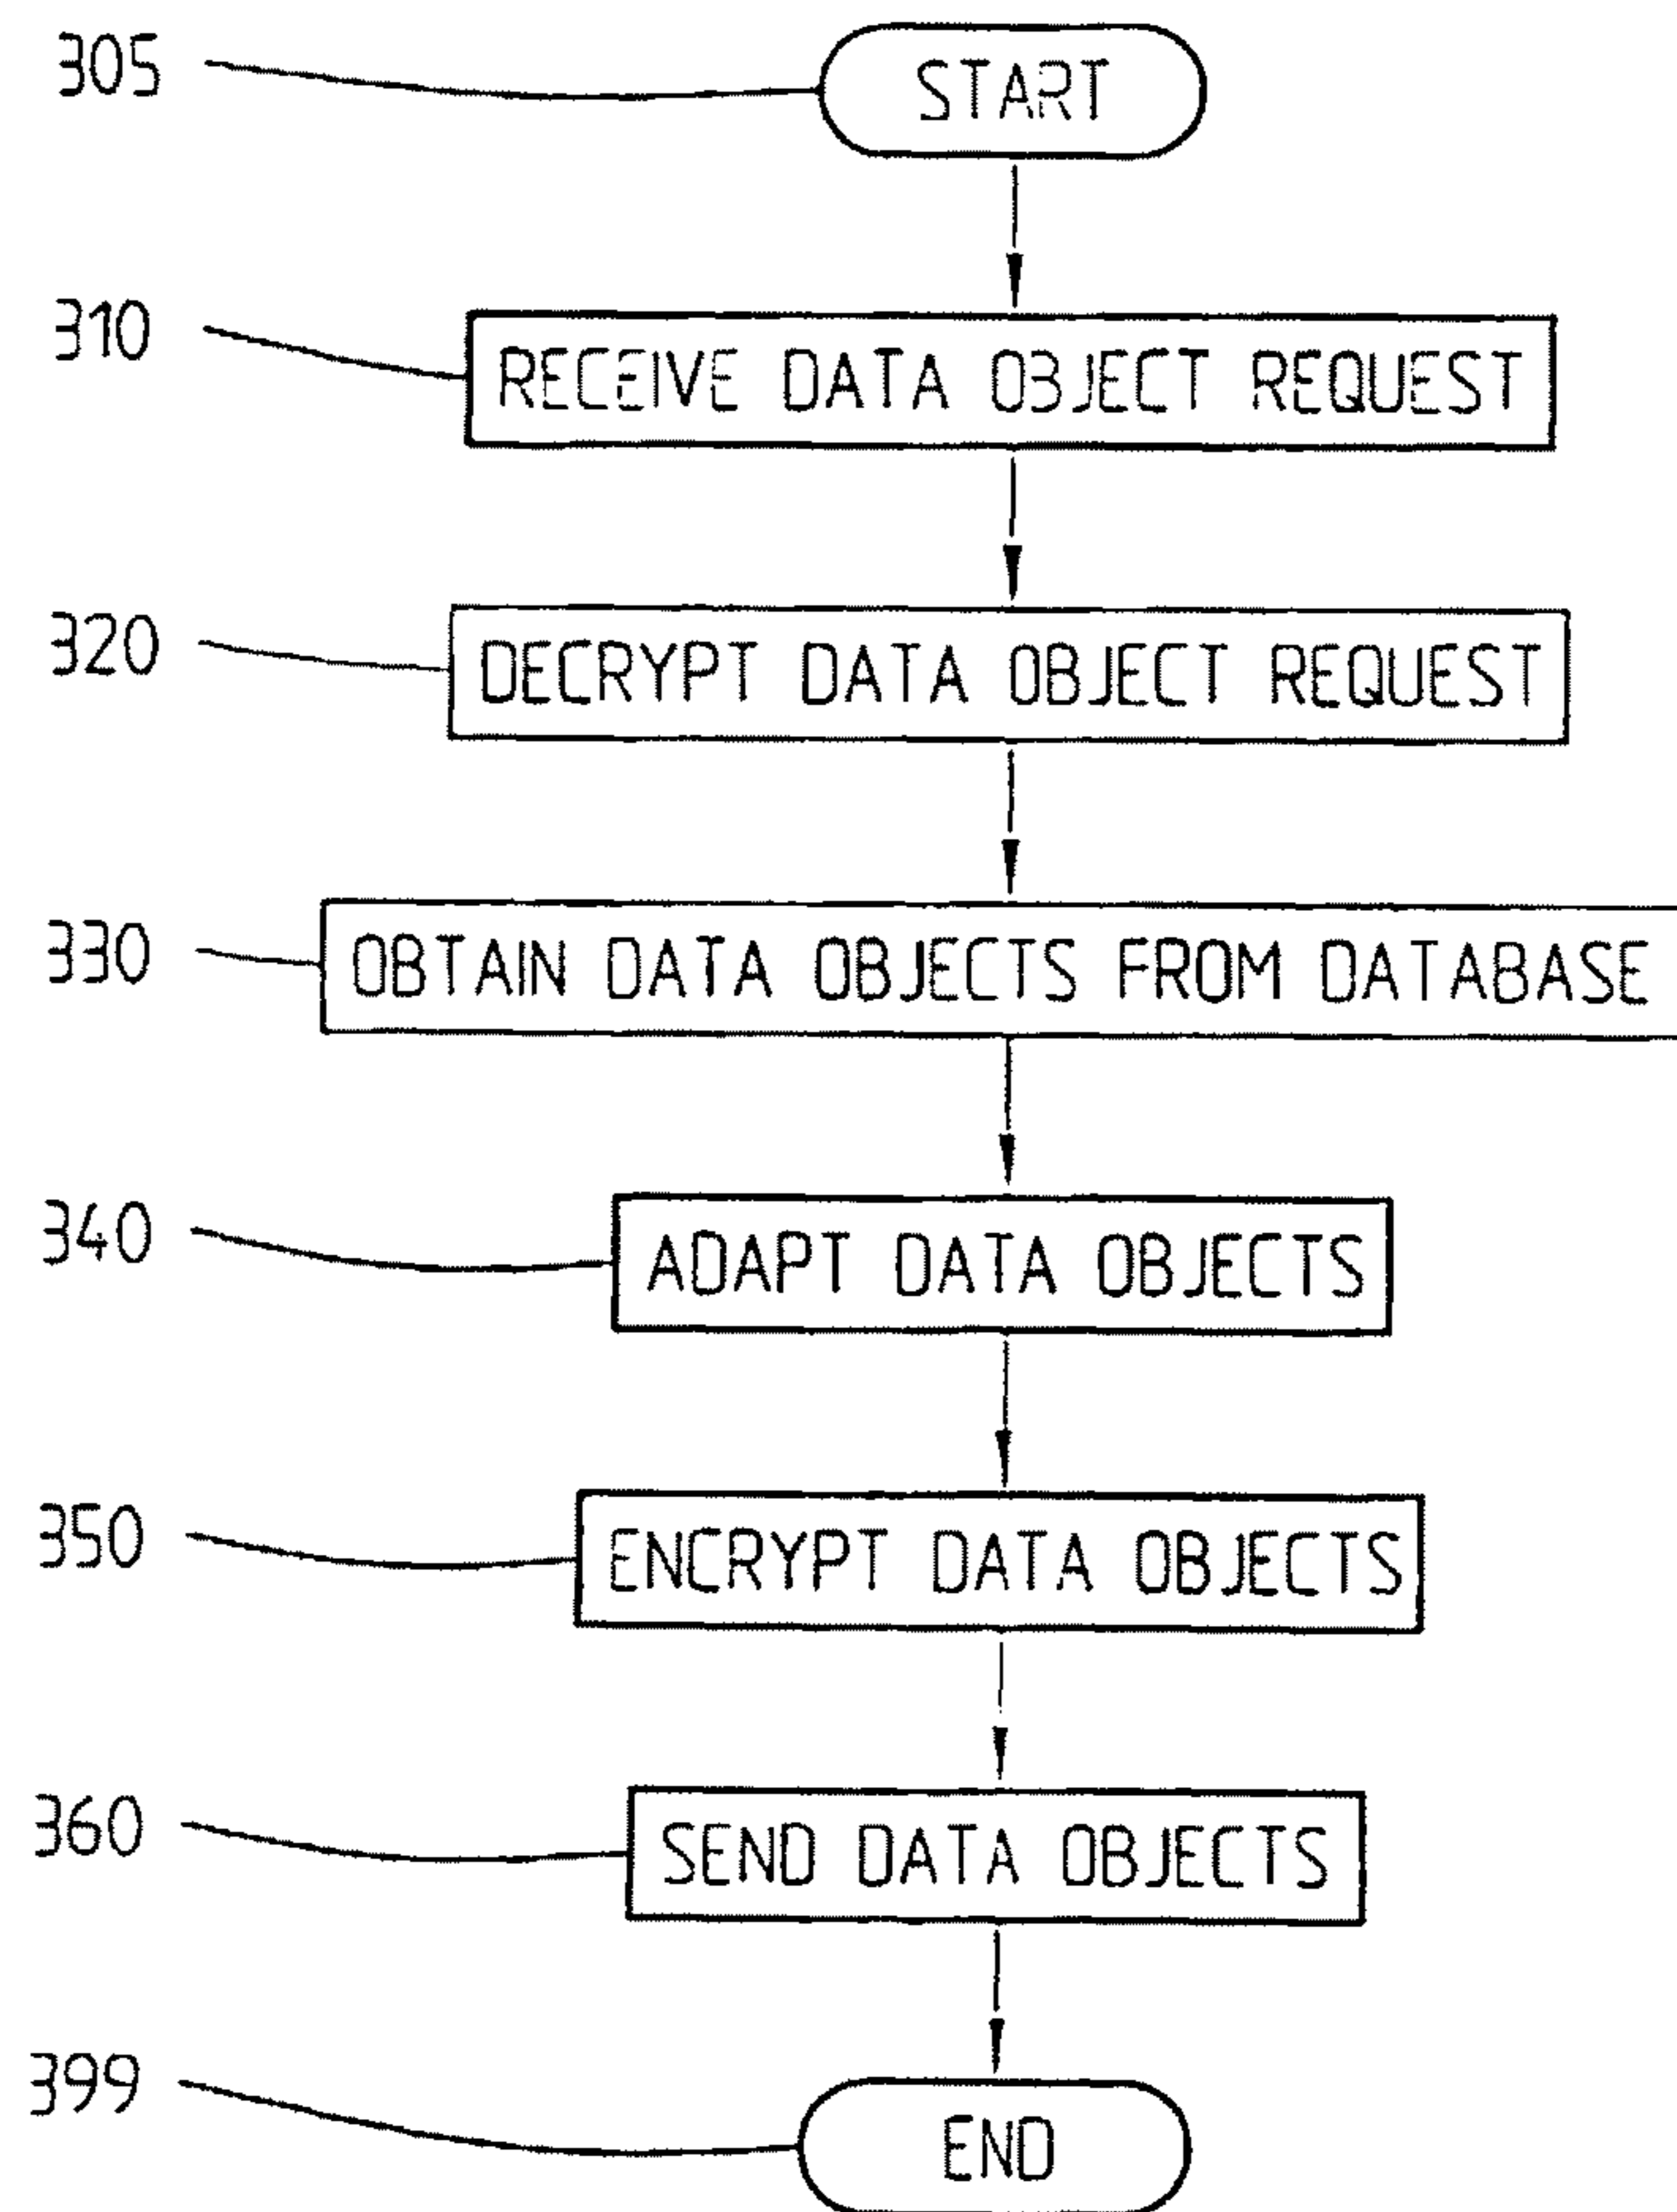 305
START
310
RECEIVE DATA OBJECT REQUEST
320
DECRYPT DATA OBJECT REQUEST
330
OBTAIN DATA OBJECTS FROM DATABASE
340
ADAPT DATA OBJECTS
350
ENCRYPT DATA OBJECTS
360
SEND DATA OBJECTS
399
END